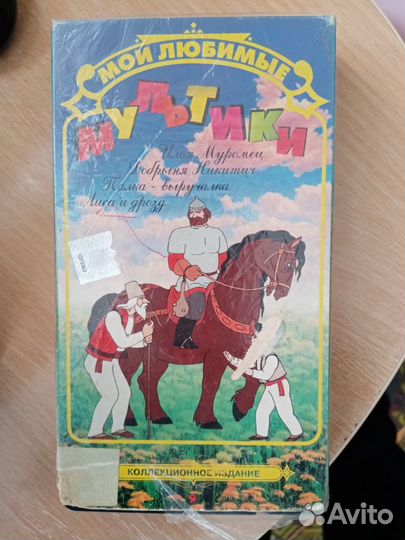 МОИ ЛЮБИМЫЕ
МУЛЬТИКИ
Илья Муромец
Добрыня Никитич
Палка - выручалка
Лиса и дрозд
КОЛЛЕКЦИОННОЕ ИЗДАНИЕ
Avito